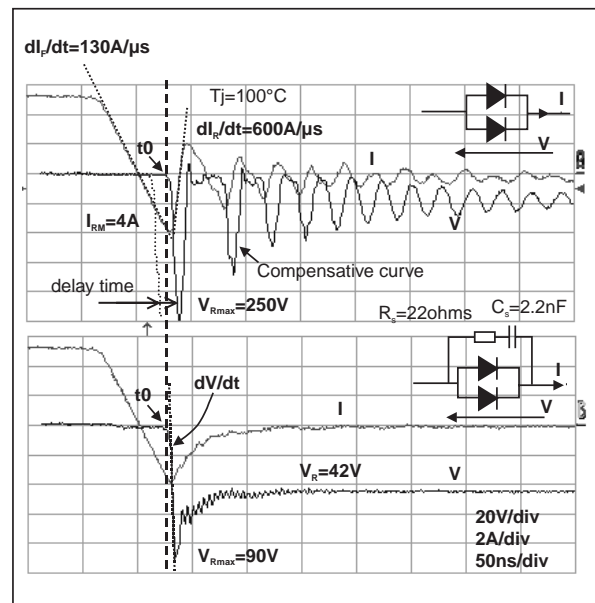 dI_F/dt=130A/µs
Tj=100°C
I
dI_R/dt=600A/µs
t0
I
V
I_RM=4A
V
Compensative curve
delay time
V_Rmax=250V
R_s=22ohms
C_s=2.2nF
dV/dt
I
t0
I
V
V_R=42V
V
20V/div
V_Rmax=90V
2A/div
50ns/div